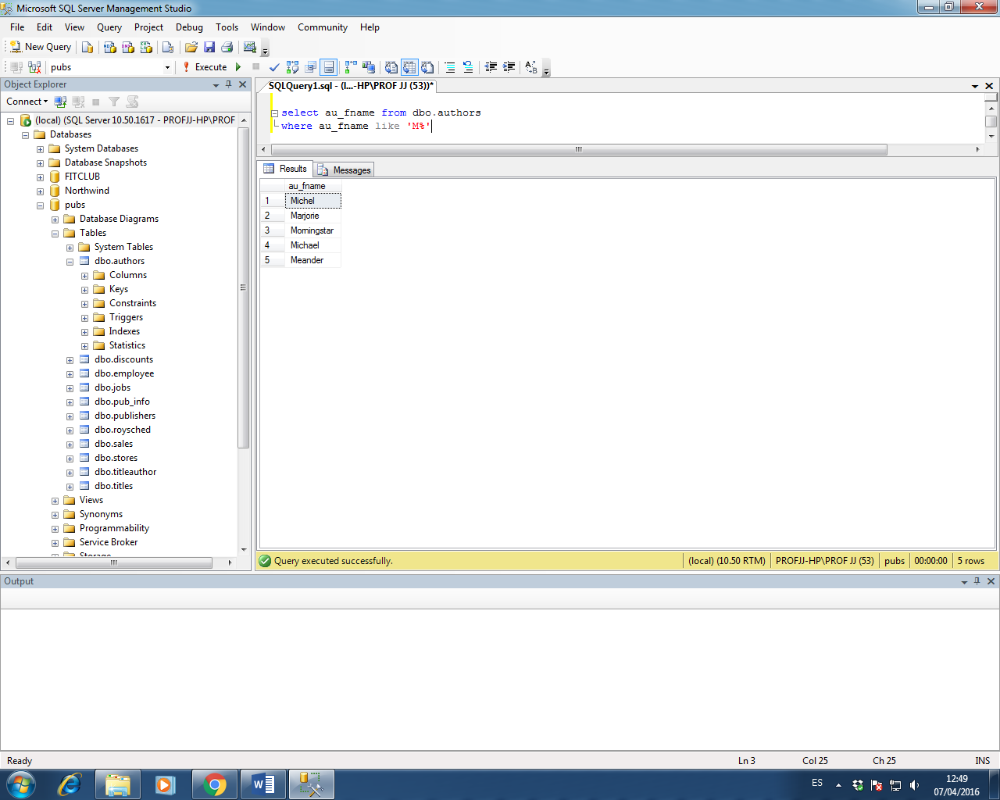 Microsoft SQL Server Management Studio
File Edit View Query Project Debug Tools Window Community Help
New Query
pubs Execute
Object Explorer
Connect
(local) (SQL Server 10.50.1617 - PROFJJ-HP\PROF
Databases
System Databases
Database Snapshots
FITCLUB
Northwind
pubs
Database Diagrams
Tables
System Tables
dbo.authors
Columns
Keys
Constraints
Triggers
Indexes
Statistics
dbo.discounts
dbo.employee
dbo.jobs
dbo.pub_info
dbo.publishers
dbo.roysched
dbo.sales
dbo.stores
dbo.titleauthor
dbo.titles
Views
Synonyms
Programmability
Service Broker
Storage
SQLQuery1.sql - (l...-HP\PROF JJ (53))*
select au_fname from dbo.authors
where au_fname like 'M%'
Results Messages
au_fname
1 Michel
2 Marjorie
3 Morningstar
4 Michael
5 Meander
Query executed successfully. (local) (10.50 RTM) PROFJJ-HP\PROF JJ (53) pubs 00:00:00 5 rows
Output
Ready Ln 3 Col 25 Ch 25 INS
ES 12:49
07/04/2016